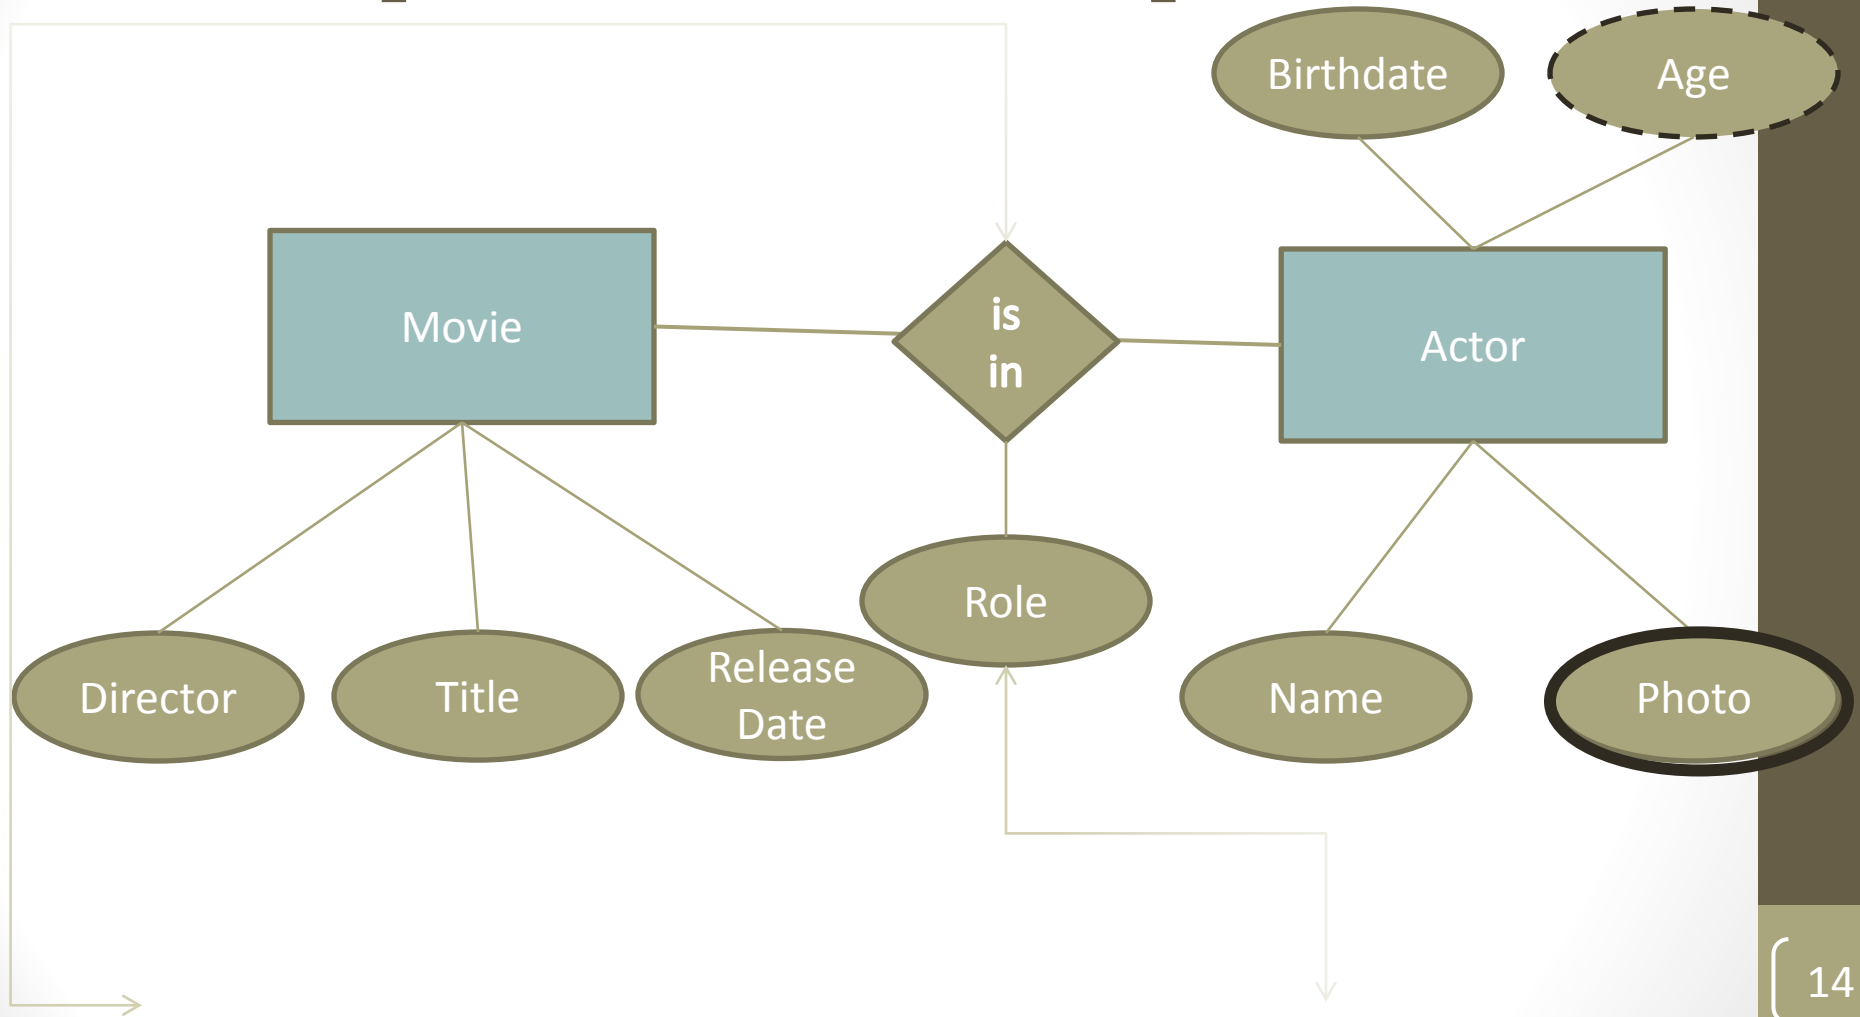 Birthdate
Age
Movie
is
in
Actor
Role
Director
Title
Release
Date
Name
Photo
14